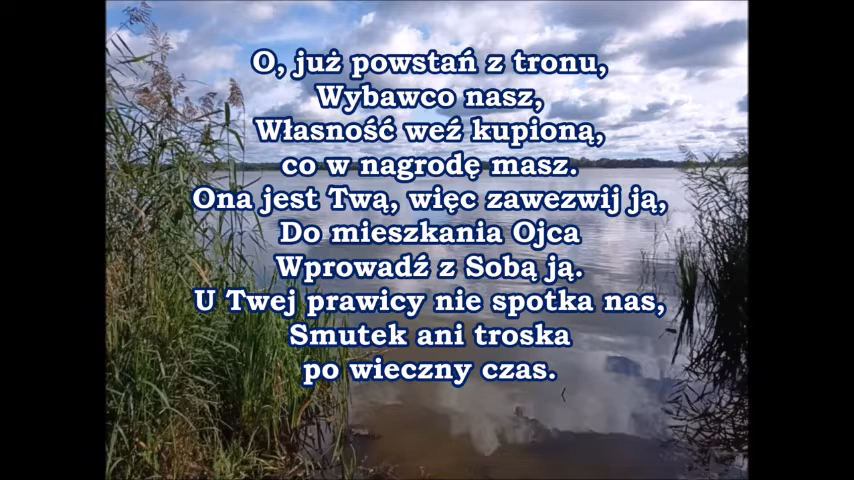 O, już powstań z tronu,
Wybawco nasz,
Własność weź kupioną,
co w nagrodę masz.
Ona jest Twą, więc zawezwij ją,
Do mieszkania Ojca
Wprowadź z Sobą ją.
U Twej prawicy nie spotka nas,
Smutek ani troska
po wieczny czas.